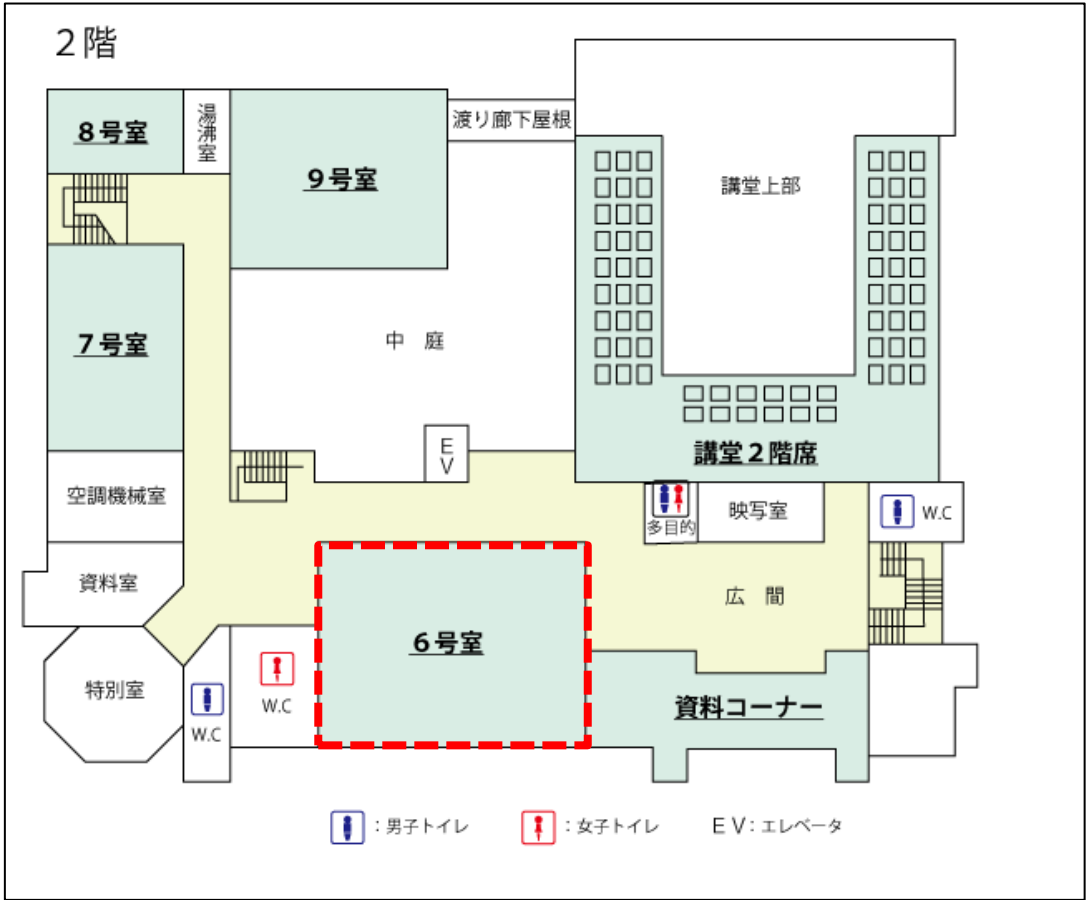 ２階
８号室
湯沸室
９号室
渡り廊下屋根
講堂上部
７号室
中　庭
EV
講堂２階席
空調機械室
多目的
映写室
W.C
資料室
広　間
６号室
特別室
W.C
W.C
資料コーナー
：男子トイレ
：女子トイレ
ＥＶ：エレベータ